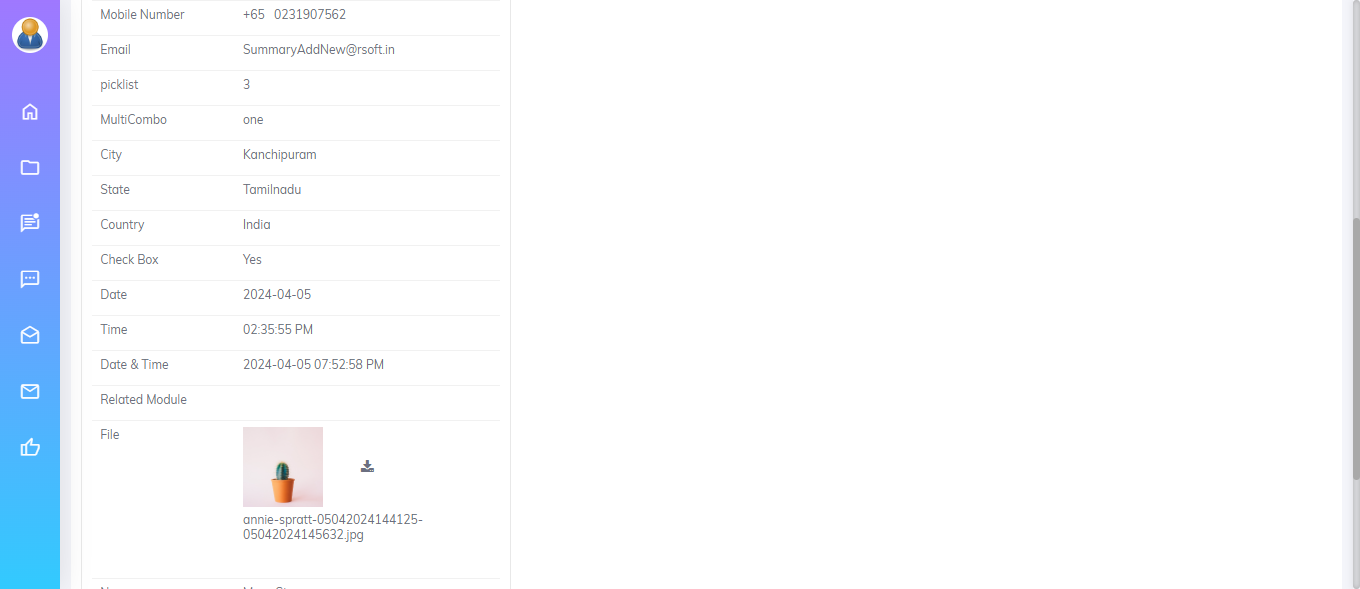 Mobile Number +65 0231907562
Email SummaryAddNew@rsoft.in
picklist 3
MultiCombo one
City Kanchipuram
State Tamilnadu
Country India
Check Box Yes
Date 2024-04-05
Time 02:35:55 PM
Date & Time 2024-04-05 07:52:58 PM
Related Module
File
annie-spratt-05042024144125-
05042024145632.jpg